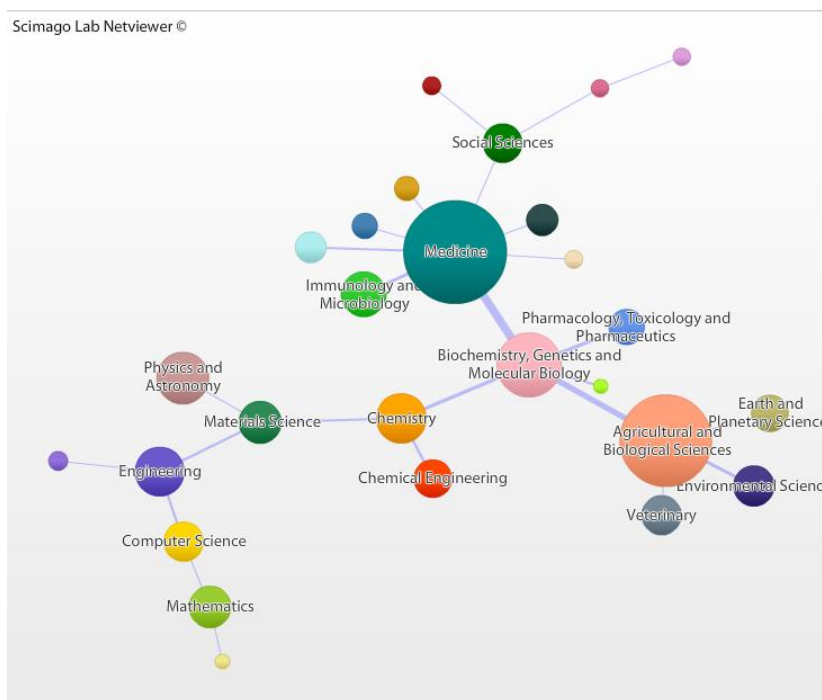 Scimago Lab Netviewer ©
Social Sciences
Medicine
Immunology and
Microbiology
Pharmacology, Toxicology and
Pharmaceutics
Biochemistry, Genetics and
Molecular Biology
Physics and
Astronomy
Materials Science
Chemistry
Earth and
Planetary Science
Agricultural and
Biological Sciences
Engineering
Chemical Engineering
Environmental Scienc
Veterinary
Computer Science
Mathematics